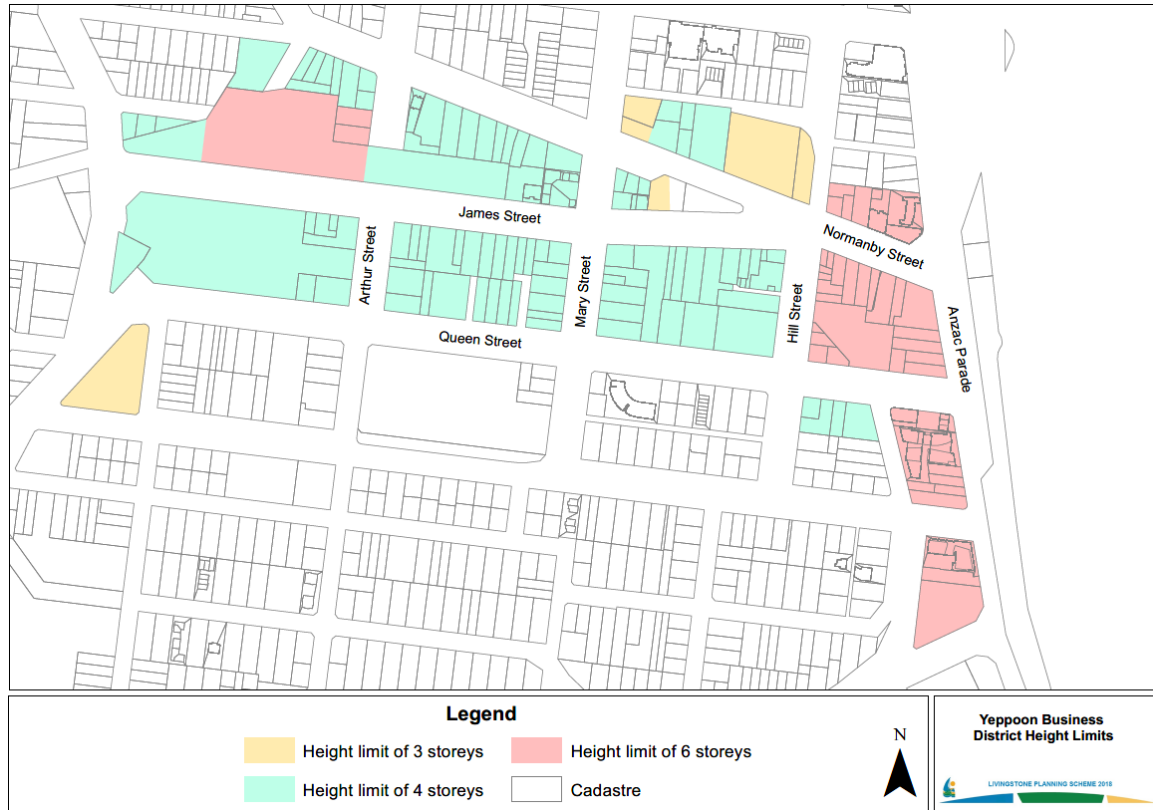 James Street
Normanby Street
Arthur Street
Mary Street
Hill Street
Anzac Parade
Queen Street
Legend
Height limit of 3 storeys
Height limit of 6 storeys
Height limit of 4 storeys
Cadastre
N
Yeppoon Business
District Height Limits
LIVINGSTONE PLANNING SCHEME 2018